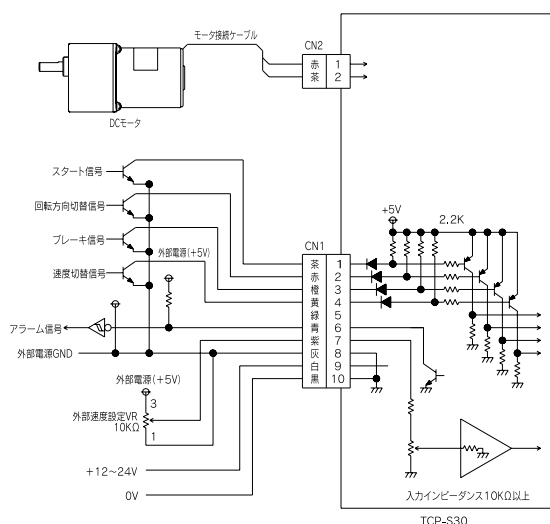 モータ接続ケーブル
CN2
赤 1
茶 2
DCモータ
スタート信号
回転方向切替信号
ブレーキ信号
速度切替信号
外部電源(+5V)
アラーム信号
外部電源GND
外部電源(+5V)
3
外部速度設定VR
10KΩ
1
+12〜24V
0V
CN1
茶 1
赤 2
橙 3
黄 4
緑 5
青 6
紫 7
灰 8
白 9
黒 10
+5V
2.2K
入力インピーダンス10KΩ以上
TCP-S30